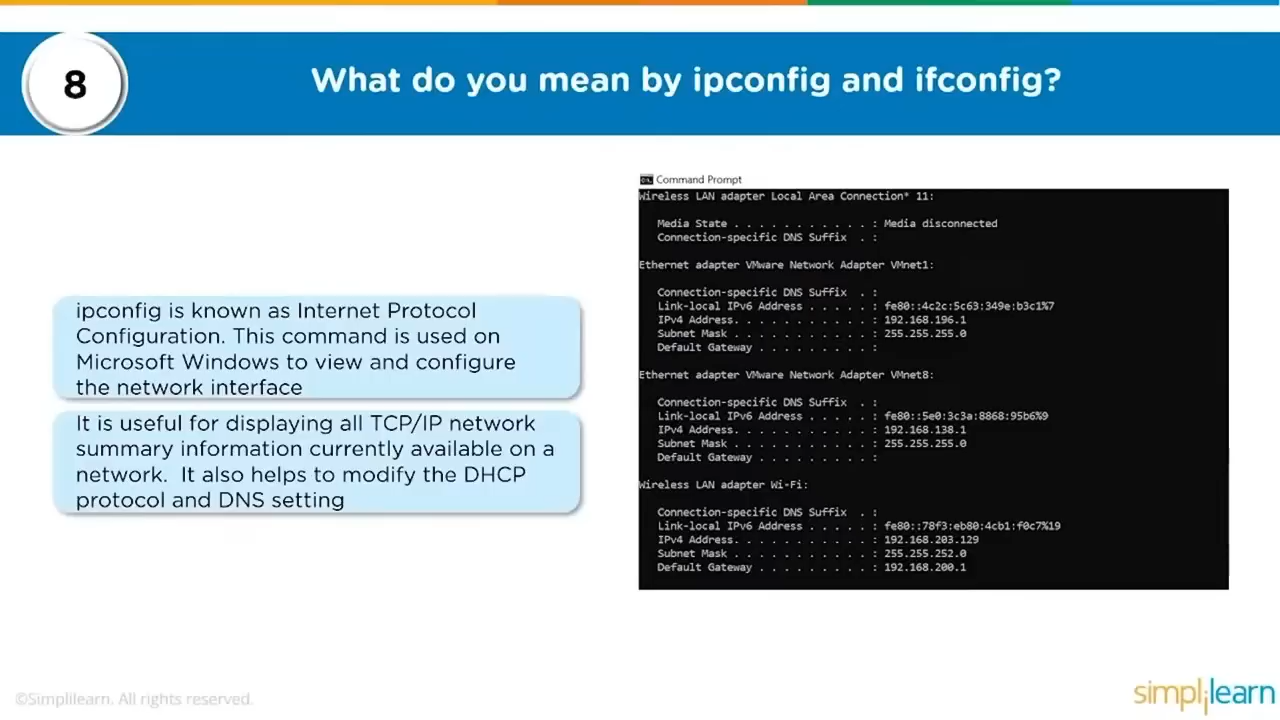 8
What do you mean by ipconfig and ifconfig?
ipconfig is known as Internet Protocol
Configuration. This command is used on
Microsoft Windows to view and configure
the network interface
It is useful for displaying all TCP/IP network
summary information currently available on a
network. It also helps to modify the DHCP
protocol and DNS setting
Command Prompt
Wireless LAN adapter Local Area Connection* 11:
Media State . . . . . . . . . . . : Media disconnected
Connection-specific DNS Suffix . :
Ethernet adapter VMware Network Adapter VMnet1:
Connection-specific DNS Suffix . :
Link-local IPv6 Address . . . . . : fe80::4c2c:5c63:349e:b3c1%7
IPv4 Address. . . . . . . . . . . : 192.168.196.1
Subnet Mask . . . . . . . . . . . : 255.255.255.0
Default Gateway . . . . . . . . . :
Ethernet adapter VMware Network Adapter VMnet8:
Connection-specific DNS Suffix . :
Link-local IPv6 Address . . . . . : fe80::5e0:3c3a:8868:95b6%9
IPv4 Address. . . . . . . . . . . : 192.168.138.1
Subnet Mask . . . . . . . . . . . : 255.255.255.0
Default Gateway . . . . . . . . . :
Wireless LAN adapter Wi-Fi:
Connection-specific DNS Suffix . :
Link-local IPv6 Address . . . . . : fe80::78f3:eb80:4cb1:f0c7%19
IPv4 Address. . . . . . . . . . . : 192.168.203.129
Subnet Mask . . . . . . . . . . . : 255.255.252.0
Default Gateway . . . . . . . . . : 192.168.200.1
©Simplilearn. All rights reserved.
simplilearn